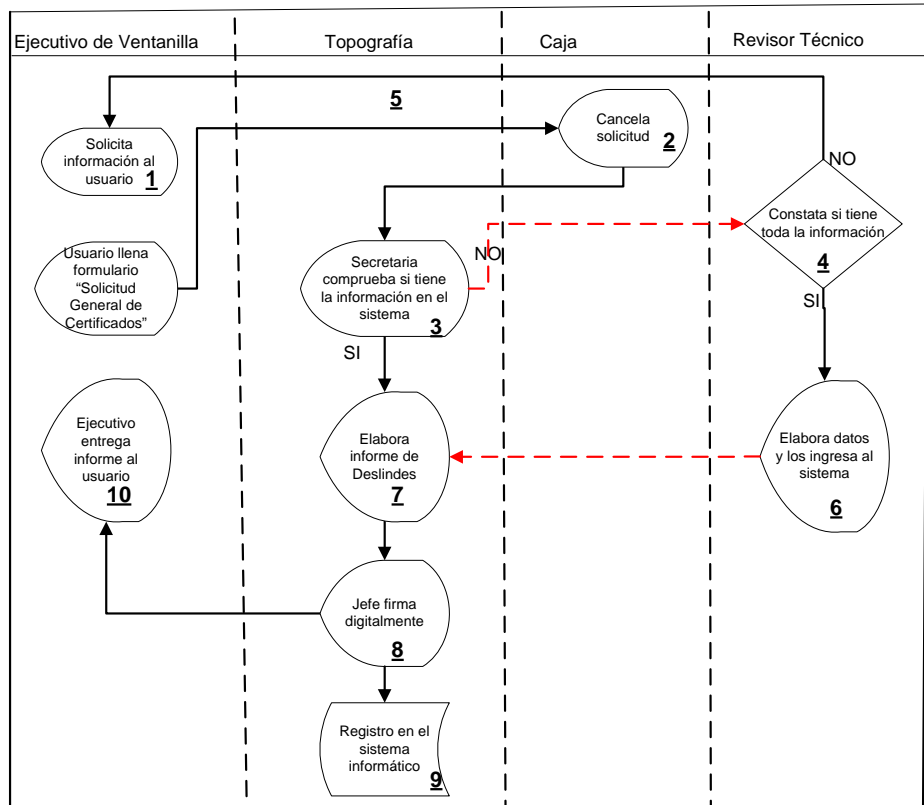 Ejecutivo de Ventanilla
Topografía
Caja
Revisor Técnico
5
Solicita
información al
usuario
1
Cancela
solicitud
2
NO
Usuario llena
formulario
“Solicitud
General de
Certificados”
Secretaria
comprueba si tiene
la información en el
sistema
3
NO
SI
Constata si tiene
toda la información
4
SI
Ejecutivo
entrega
informe al
usuario
10
Elabora
informe de
Deslindes
7
Elabora datos
y los ingresa al
sistema
6
Jefe firma
digitalmente
8
Registro en el
sistema
informático
9